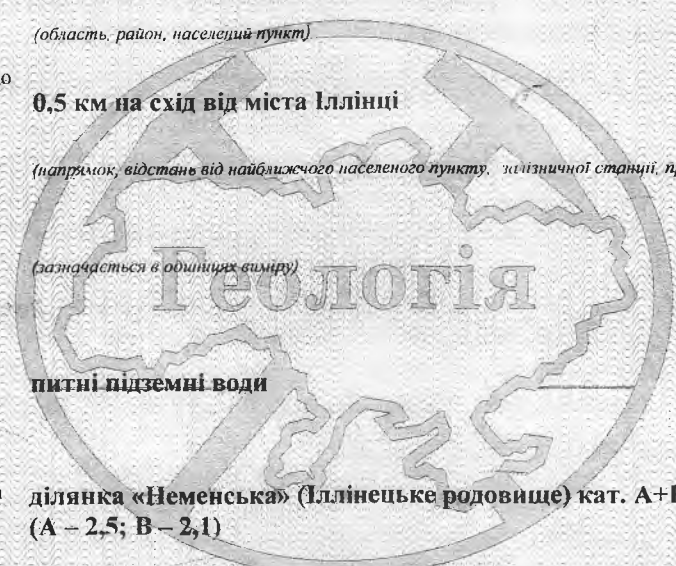 (область, район, населений пункт)
0,5 км на схід від міста Іллінці
(напрямок, відстань від найближчого населеного пункту, залізничної станції,
(зазначається в одиницях виміру)
Геологія
питні підземні води
ділянка «Неменська» (Іллінецьке родовище) кат. А+
(А – 2,5; В – 2,1)